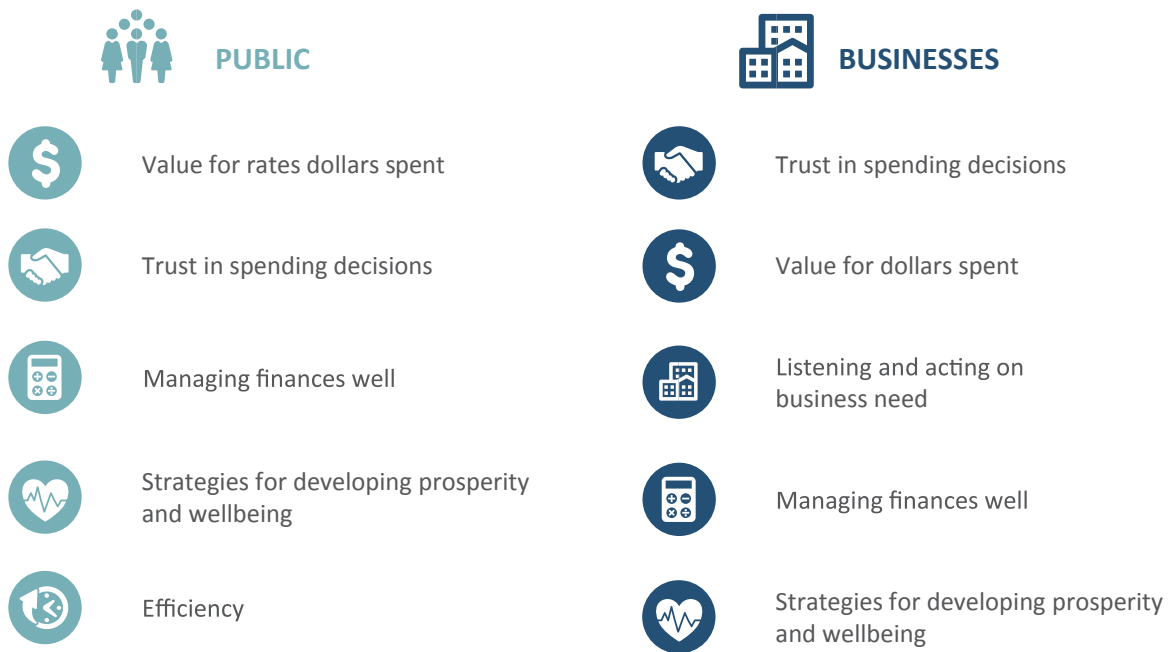 PUBLIC
Value for rates dollars spent
Trust in spending decisions
Managing finances well
Strategies for developing prosperity
and wellbeing
Efficiency
BUSINESSES
Trust in spending decisions
Value for dollars spent
Listening and acting on
business need
Managing finances well
Strategies for developing prosperity
and wellbeing